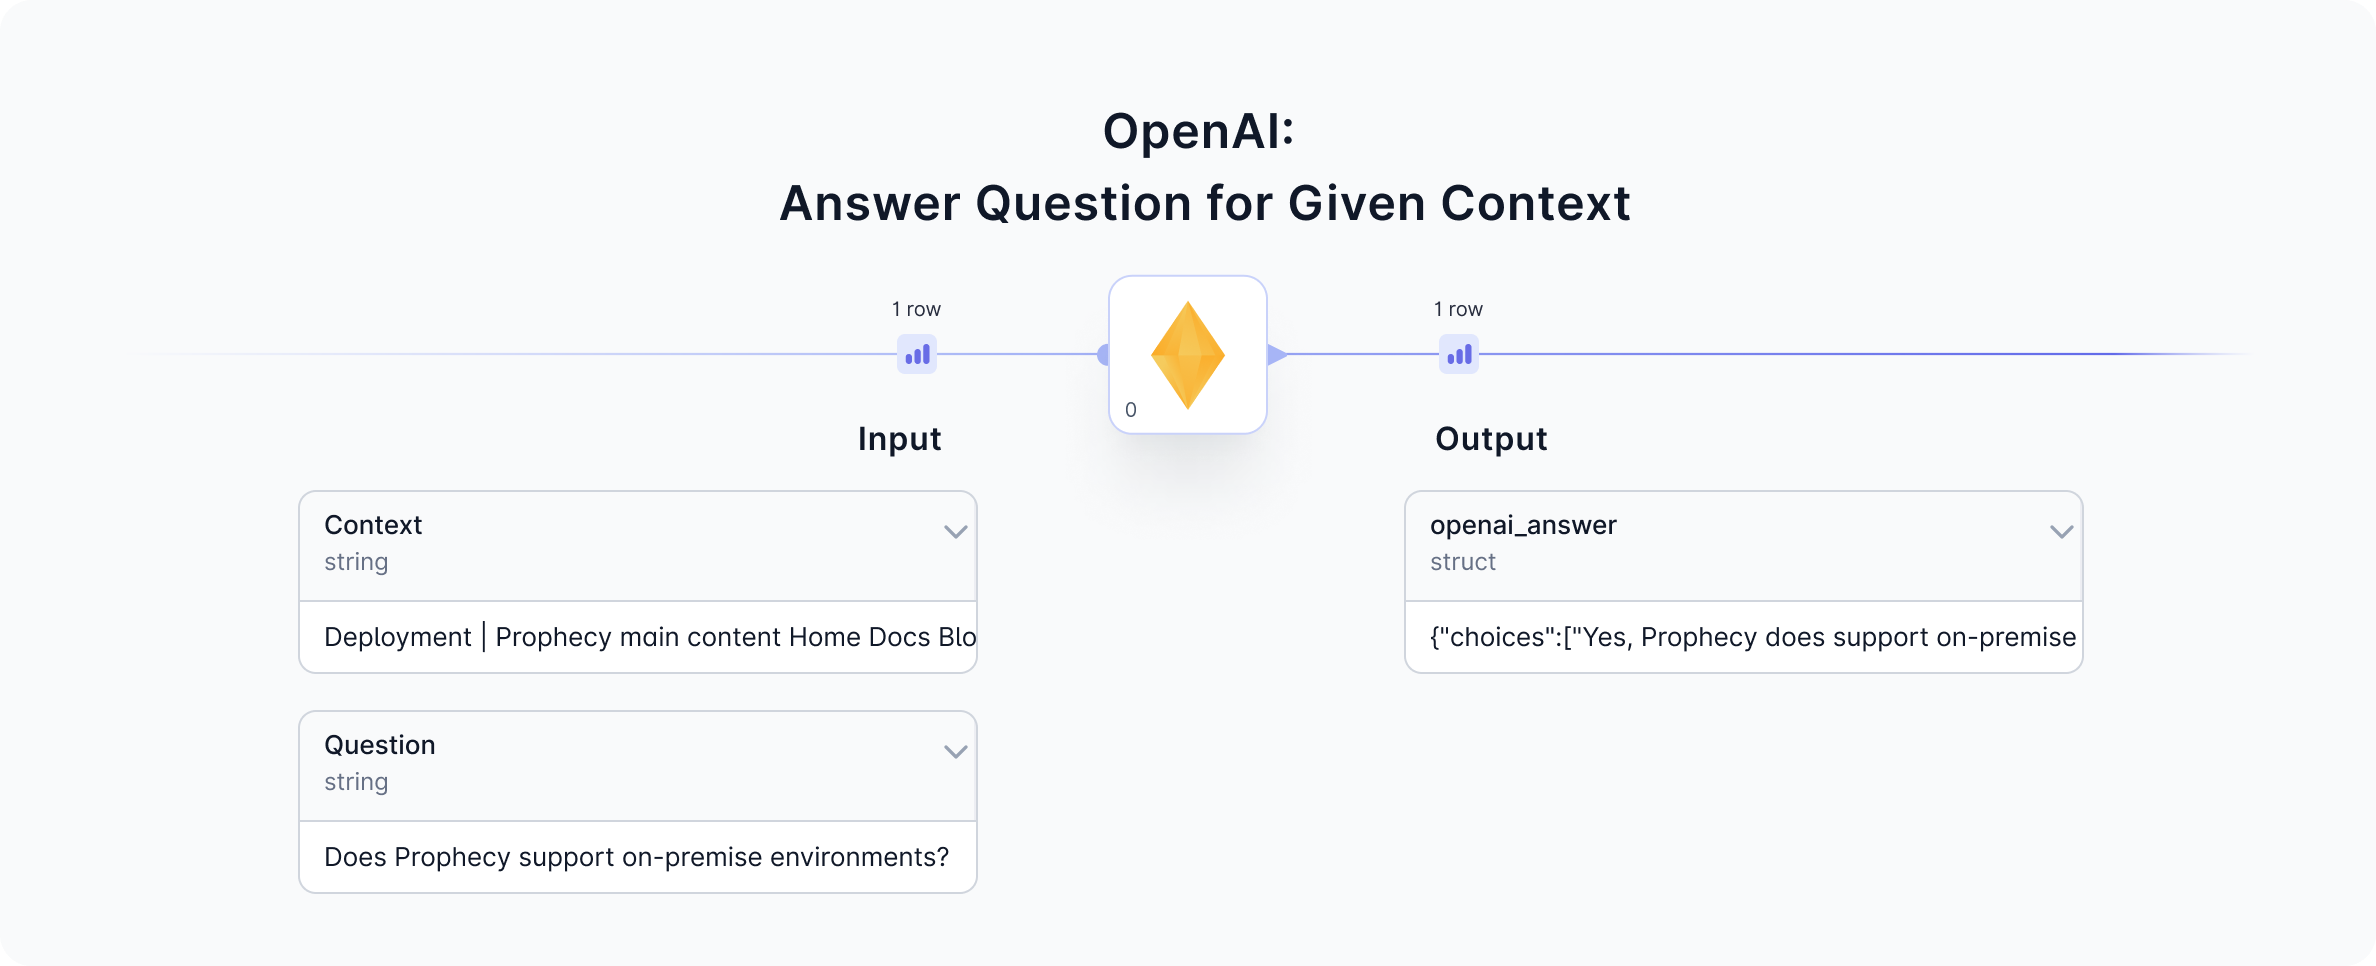 OpenAI:
Answer Question for Given Context
1 row
1 row
0
Input
Output
Context
string
Deployment | Prophecy main content Home Docs Blo
Question
string
Does Prophecy support on-premise environments?
openai_answer
struct
{"choices":["Yes, Prophecy does support on-premise